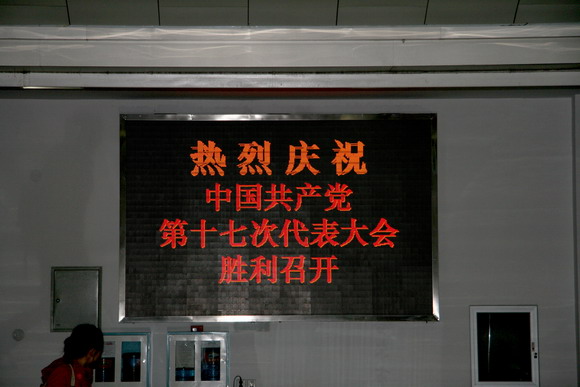 热烈庆祝
中国共产党
第十七次代表大会
胜利召开